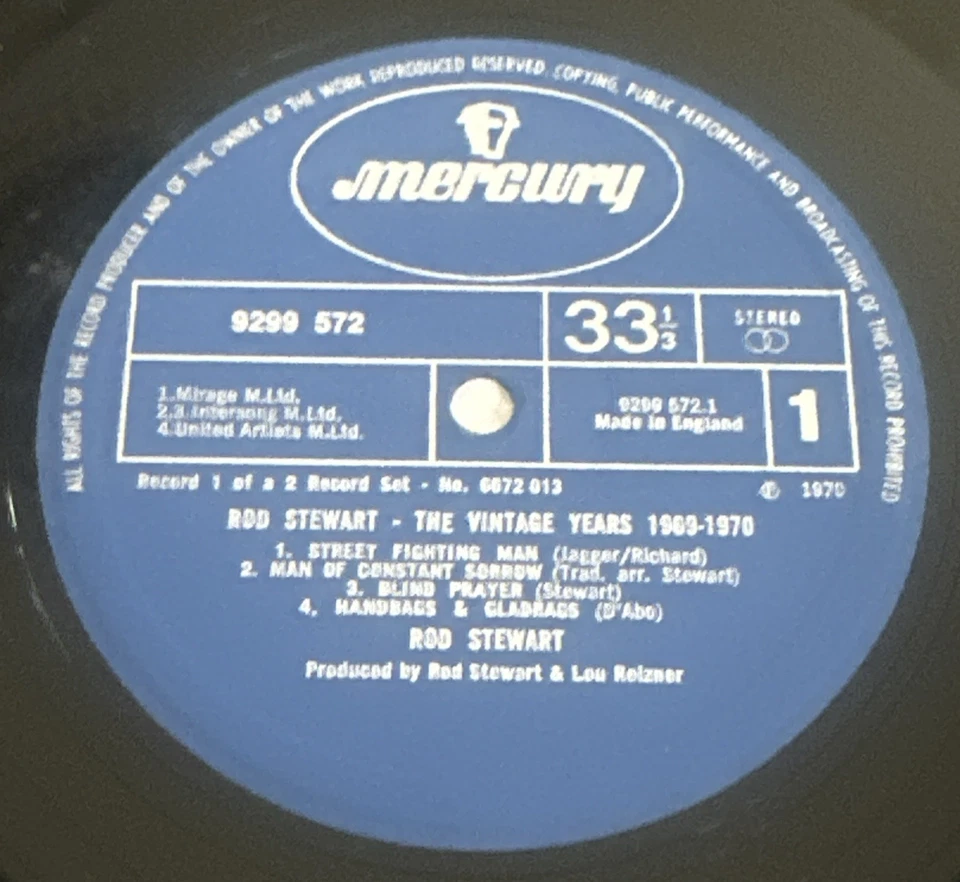 ALL RIGHTS OF THE RECORD PRODUCER AND OF THE OWNER OF THE WORK REPRODUCED RESERVED. COPYING, PUBLIC PERFORMANCE AND BROADCASTING OF THIS RECORD PROHIBITED
mercury
9299 572
33 1/3
STEREO
1.Mirage M.Ltd.
2.3.Intersong M.Ltd.
4.United Artists M.Ltd.
9299 572.1
Made in England
1
Record 1 of a 2 Record Set - No. 6672 013
Ⓟ 1970
ROD STEWART - THE VINTAGE YEARS 1969-1970
1. STREET FIGHTING MAN (Jagger/Richard)
2. MAN OF CONSTANT SORROW (Trad. arr. Stewart)
3. BLIND PRAYER (Stewart)
4. HANDBAGS & GLADRAGS (D'Abo)
ROD STEWART
Produced by Rod Stewart & Lou Reizner